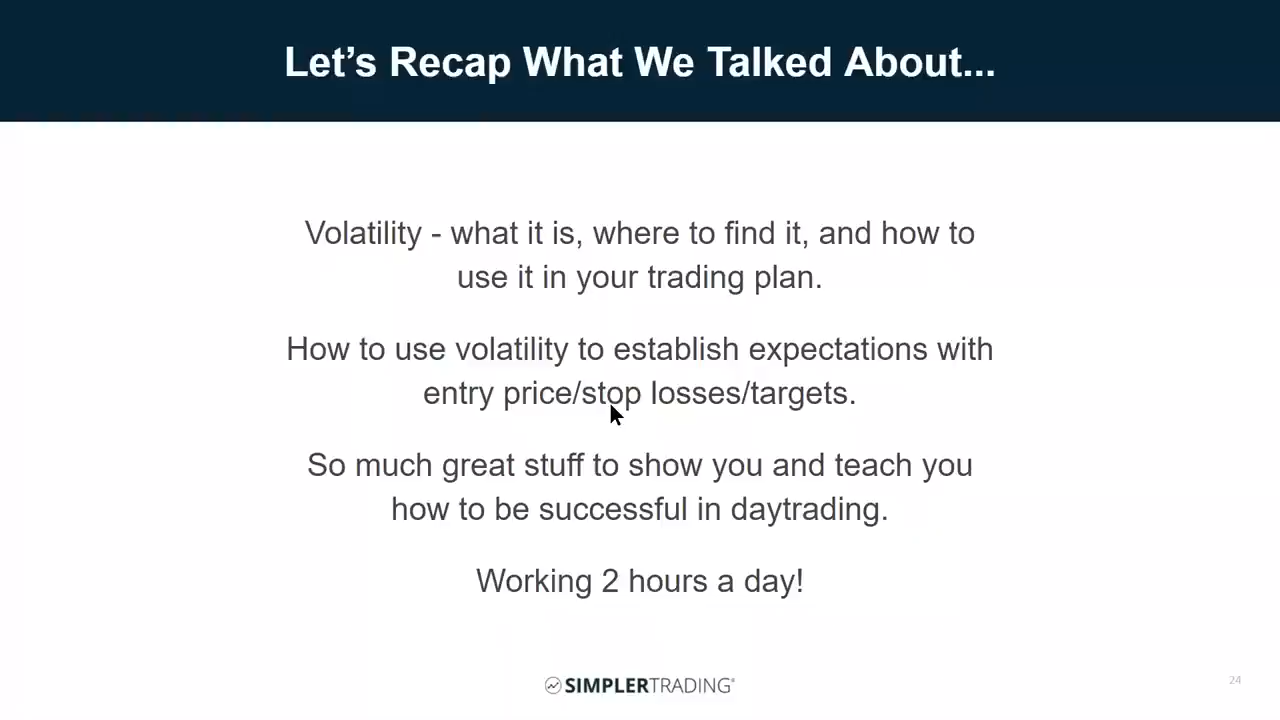 Let’s Recap What We Talked About...
Volatility - what it is, where to find it, and how to
use it in your trading plan.
How to use volatility to establish expectations with
entry price/stop losses/targets.
So much great stuff to show you and teach you
how to be successful in daytrading.
Working 2 hours a day!
SIMPLERTRADING®
24